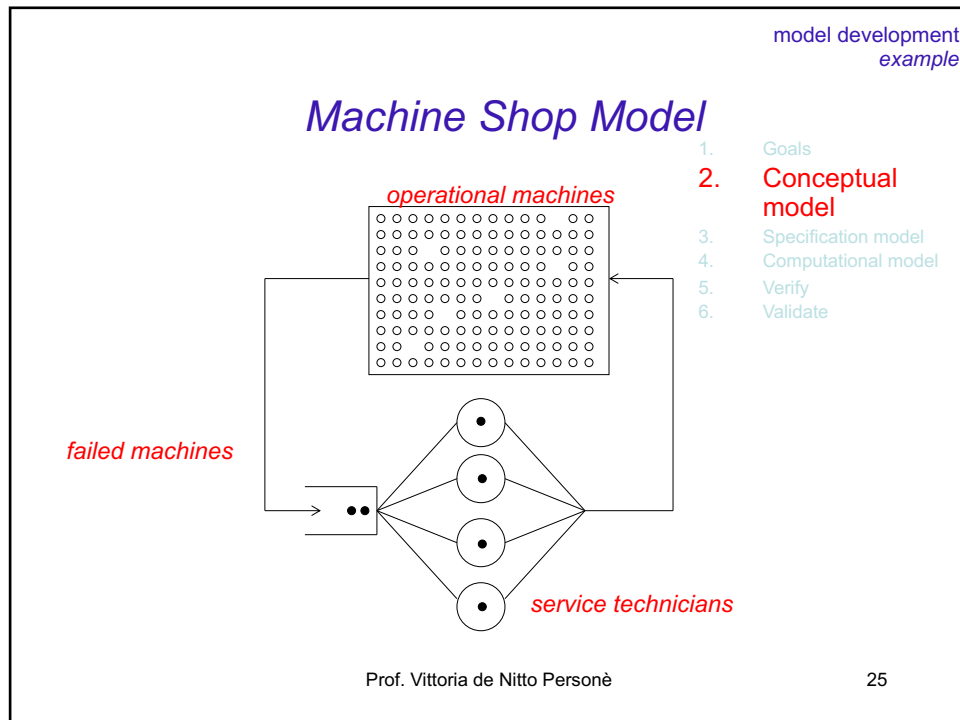 model development
example
Machine Shop Model
1. Goals
2. Conceptual
model
3. Specification model
4. Computational model
5. Verify
6. Validate
operational machines
failed machines
service technicians
Prof. Vittoria de Nitto Personè
25